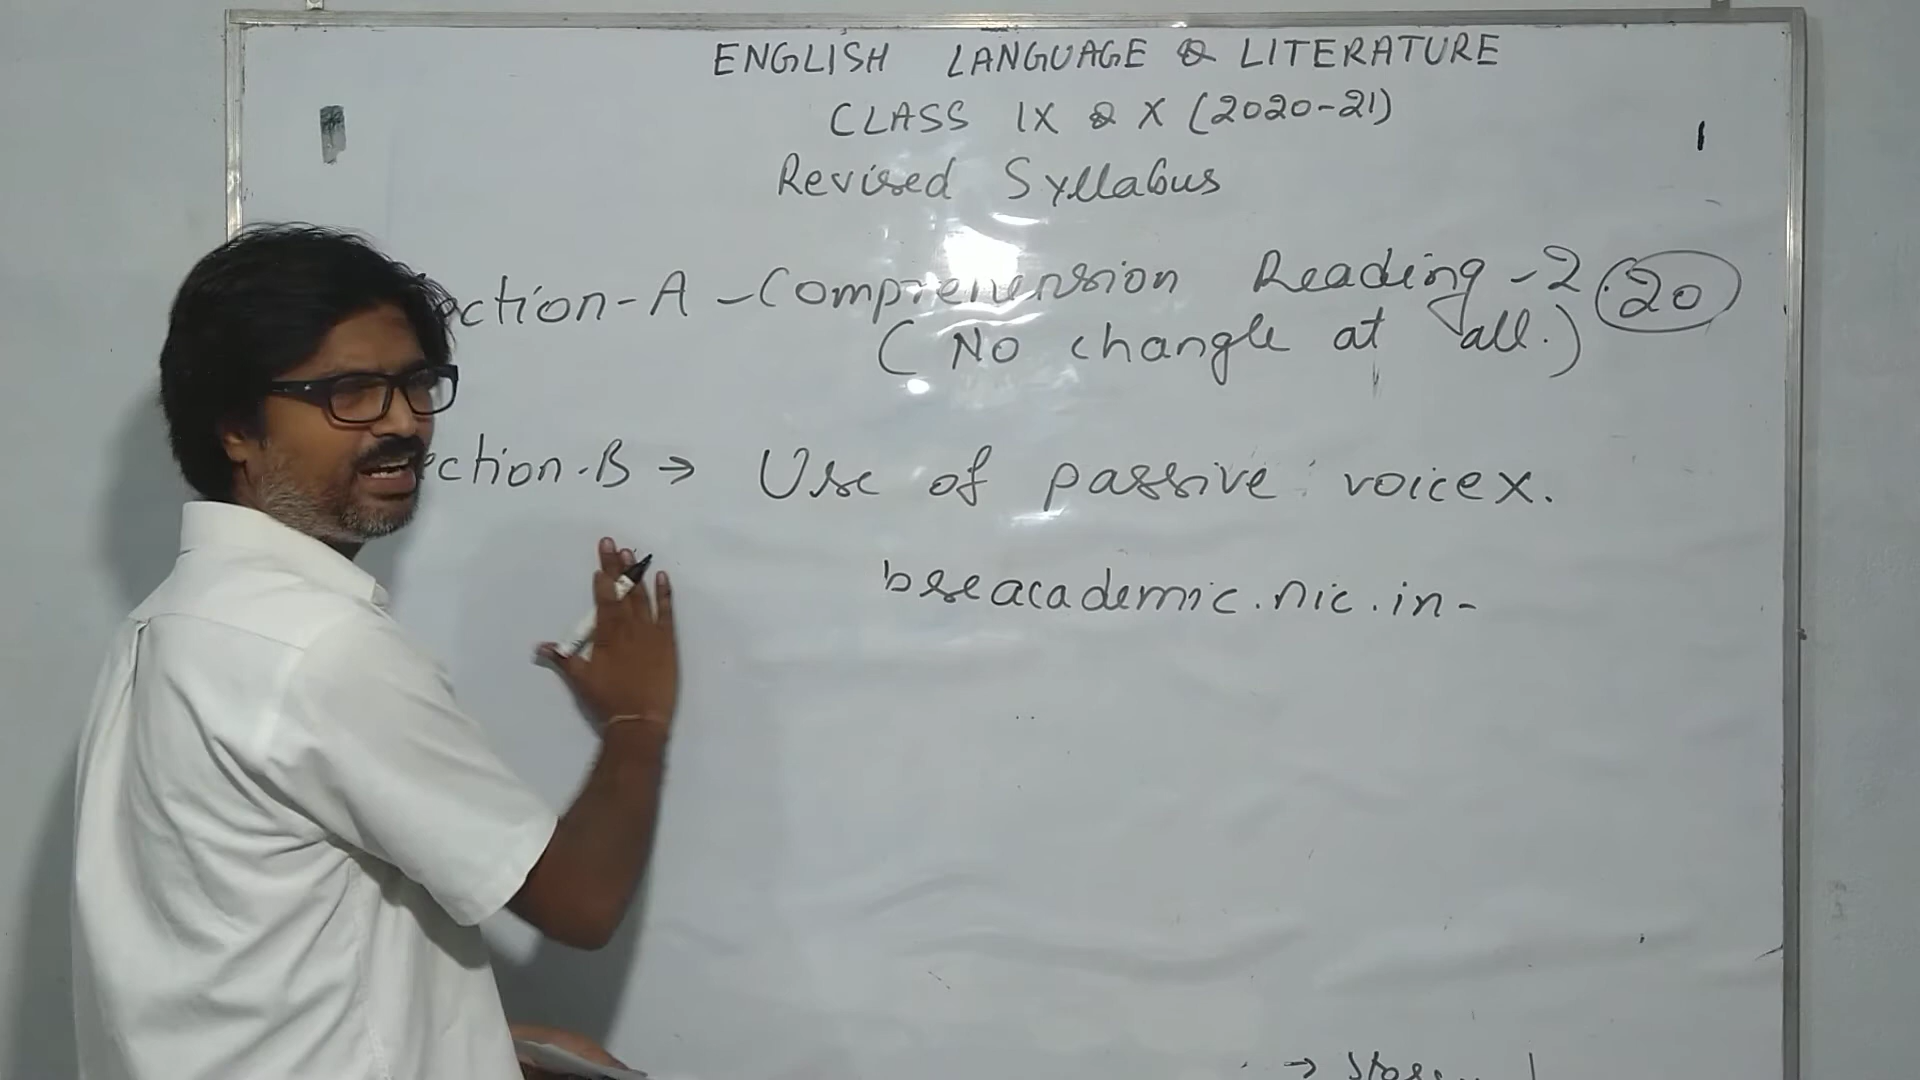 ENGLISH LANGUAGE & LITERATURE
CLASS IX & X (2020-21)
Revised Syllabus
ection-A - Comprehension Reading - 2 (20)
(No change at all.)
ection-B → Use of passive voice x.
bseacademic.nic.in-